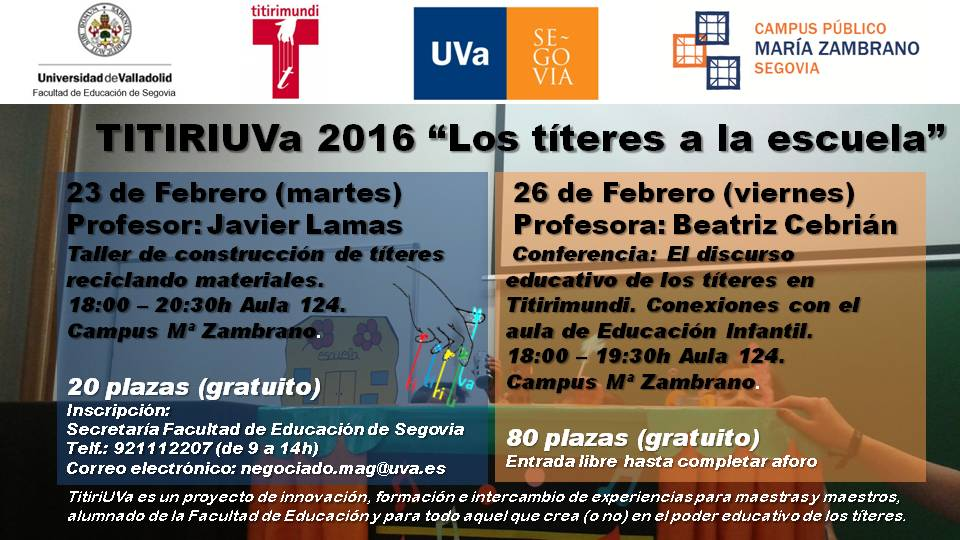 Universidad de Valladolid
Facultad de Educación de Segovia
titirimundi
UVa
SE~
GO
VIA
CAMPUS PÚBLICO
MARÍA ZAMBRANO
SEGOVIA
TITIRIUVa 2016 “Los títeres a la escuela”
23 de Febrero (martes)
Profesor: Javier Lamas
Taller de construcción de títeres
reciclando materiales.
18:00 – 20:30h Aula 124.
Campus Mª Zambrano.
20 plazas (gratuito)
Inscripción:
Secretaría Facultad de Educación de Segovia
Telf.: 921112207 (de 9 a 14h)
Correo electrónico: negociado.mag@uva.es
escuela
26 de Febrero (viernes)
Profesora: Beatriz Cebrián
Conferencia: El discurso
educativo de los títeres en
Titirimundi. Conexiones con el
aula de Educación Infantil.
18:00 – 19:30h Aula 124.
Campus Mª Zambrano.
80 plazas (gratuito)
Entrada libre hasta completar aforo
TitiriUVa es un proyecto de innovación, formación e intercambio de experiencias para maestras y maestros,
alumnado de la Facultad de Educación y para todo aquel que crea (o no) en el poder educativo de los títeres.